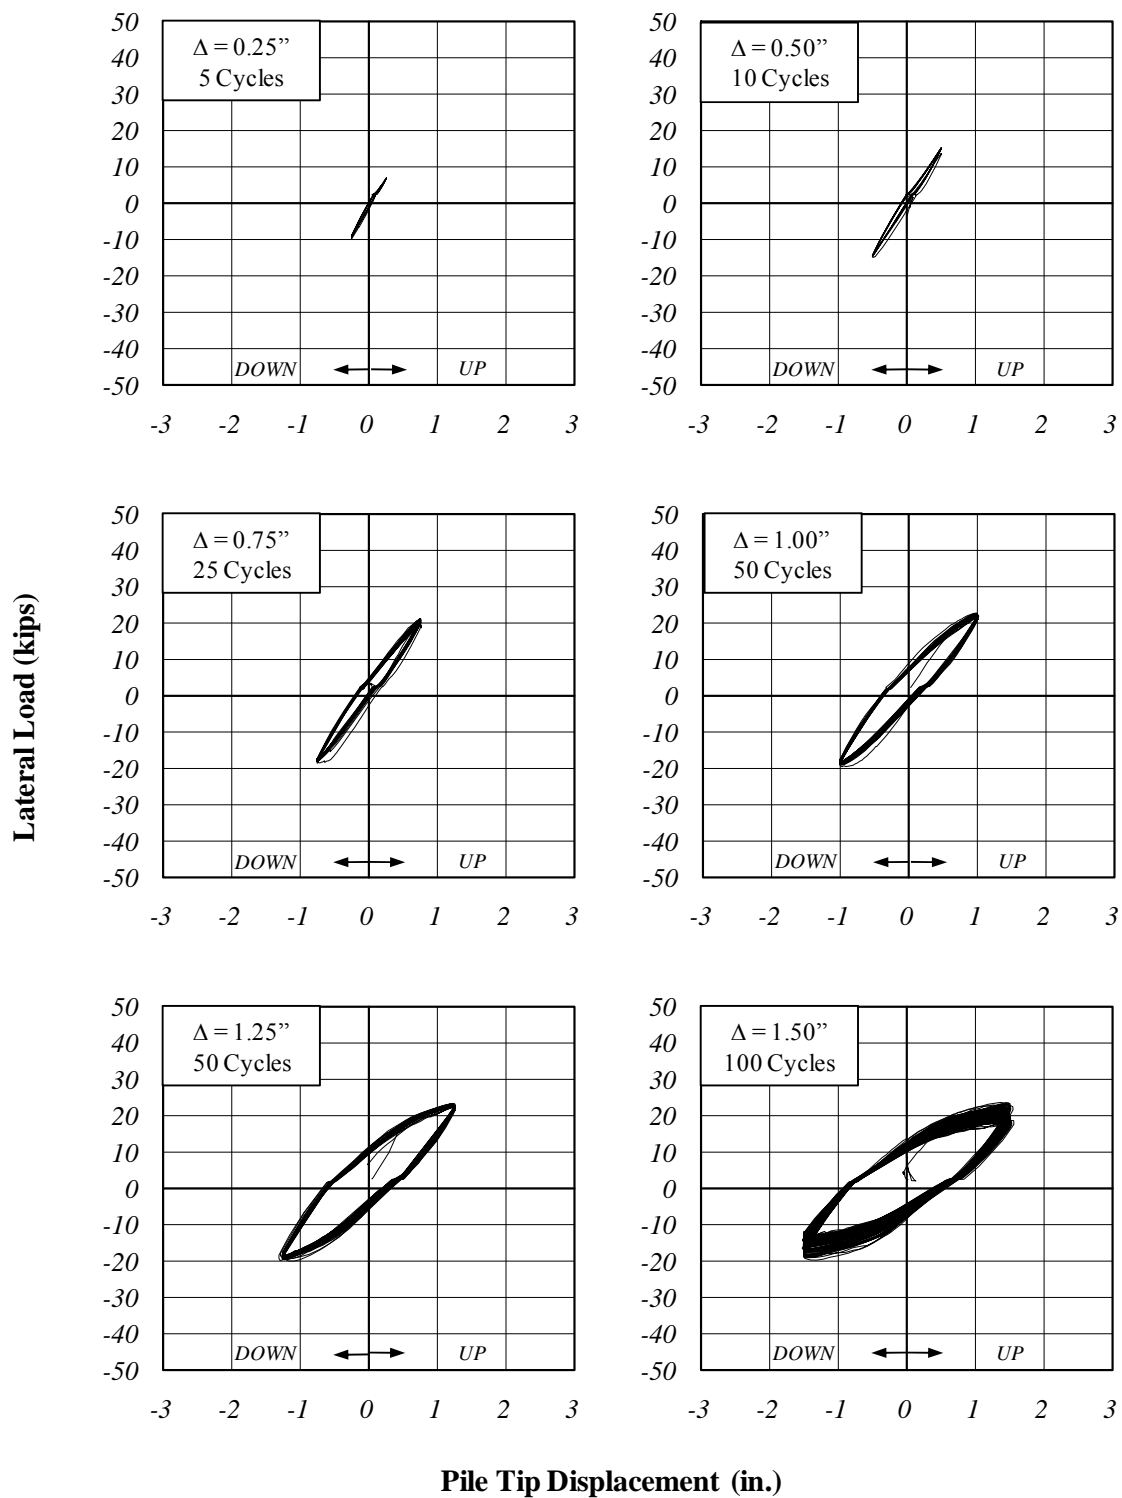 Δ = 0.25”
5 Cycles
50
40
30
20
10
0
-10
-20
-30
-40
-50
DOWN
UP
-3 -2 -1 0 1 2 3
Δ = 0.50”
10 Cycles
50
40
30
20
10
0
-10
-20
-30
-40
-50
DOWN
UP
-3 -2 -1 0 1 2 3
Lateral Load (kips)
Δ = 0.75”
25 Cycles
50
40
30
20
10
0
-10
-20
-30
-40
-50
DOWN
UP
-3 -2 -1 0 1 2 3
Δ = 1.00”
50 Cycles
50
40
30
20
10
0
-10
-20
-30
-40
-50
DOWN
UP
-3 -2 -1 0 1 2 3
Δ = 1.25”
50 Cycles
50
40
30
20
10
0
-10
-20
-30
-40
-50
DOWN
UP
-3 -2 -1 0 1 2 3
Δ = 1.50”
100 Cycles
50
40
30
20
10
0
-10
-20
-30
-40
-50
DOWN
UP
-3 -2 -1 0 1 2 3
Pile Tip Displacement (in.)